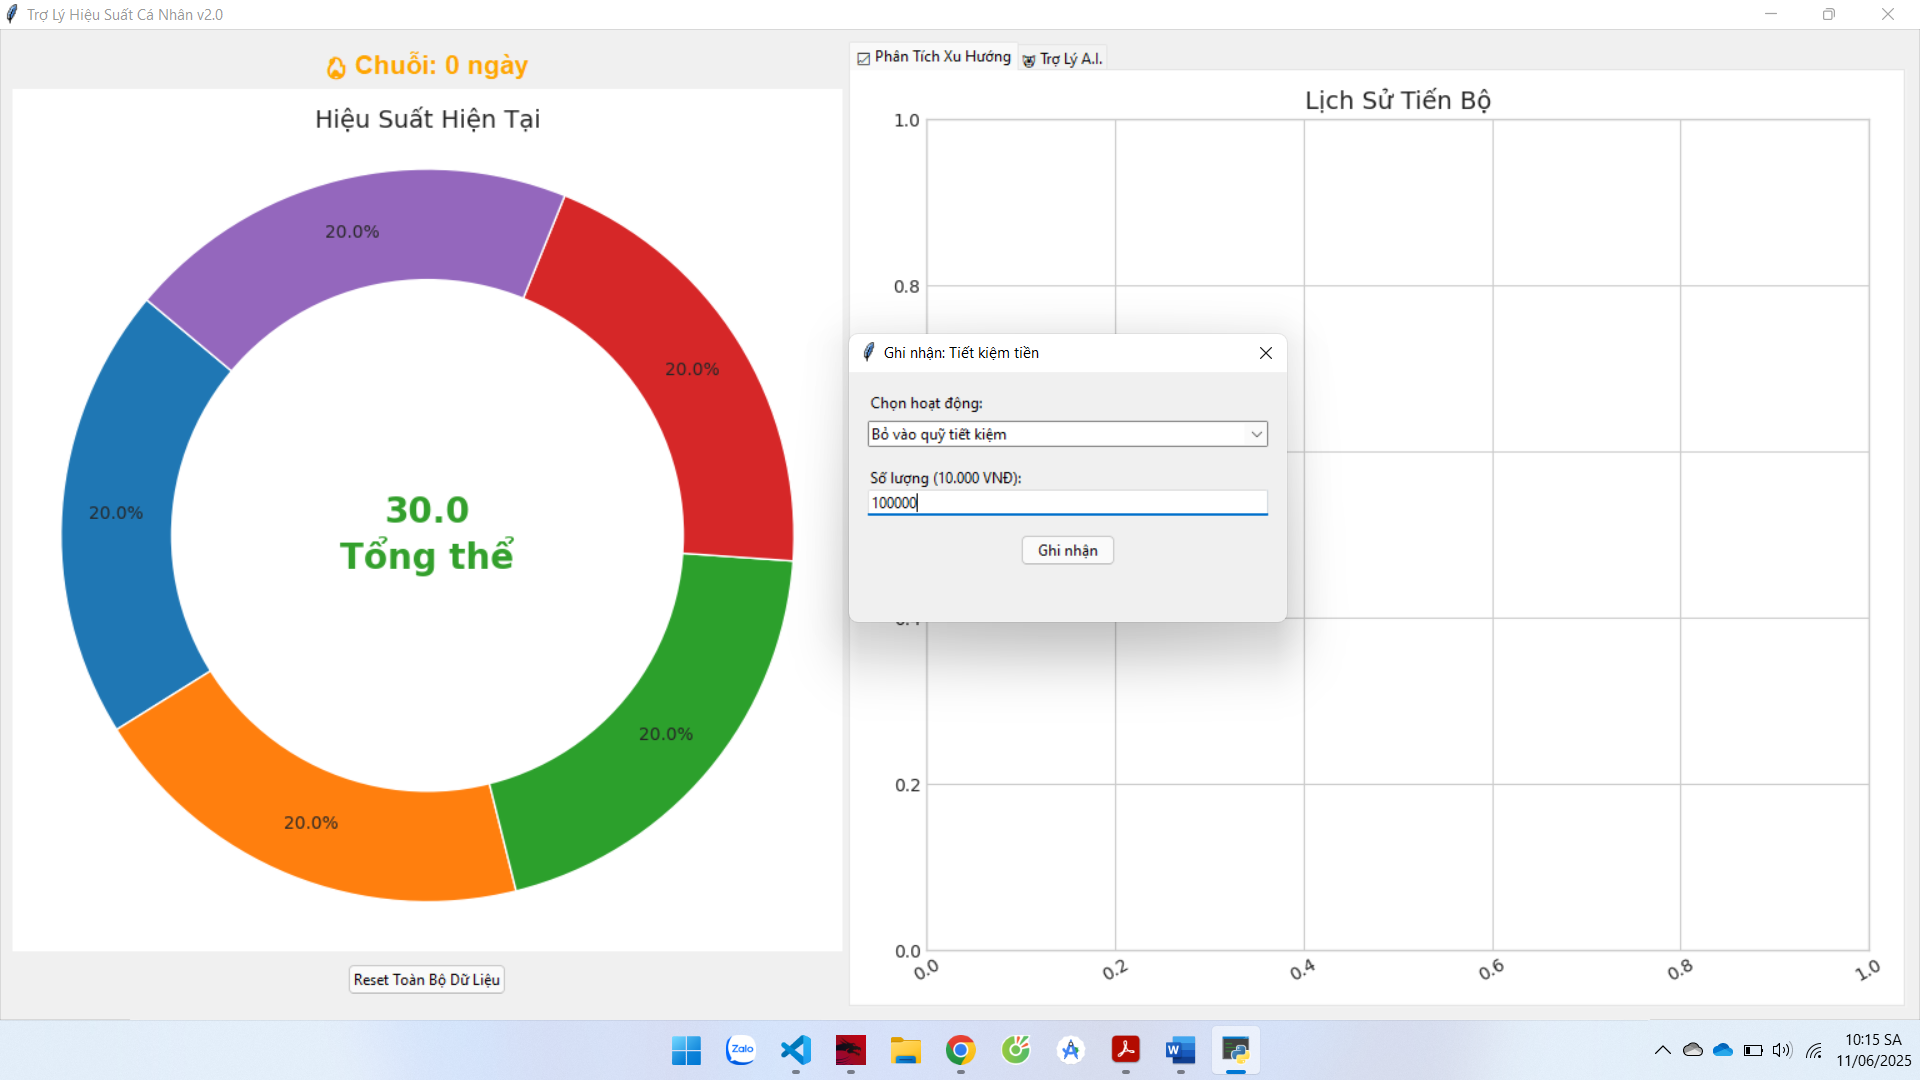 Trợ Lý Hiệu Suất Cá Nhân v2.0
Chuỗi: 0 ngày
Hiệu Suất Hiện Tại
20.0%
20.0%
20.0%
20.0%
20.0%
30.0
Tổng thể
Reset Toàn Bộ Dữ Liệu
Phân Tích Xu Hướng
Trợ Lý A.I.
Lịch Sử Tiến Bộ
1.0
0.8
0.2
0.0
0.0
0.2
0.4
0.6
0.8
1.0
Ghi nhận: Tiết kiệm tiền
Chọn hoạt động:
Bỏ vào quỹ tiết kiệm
Số lượng (10.000 VNĐ):
100000
Ghi nhận
Zalo
W
10:15 SA
11/06/2025